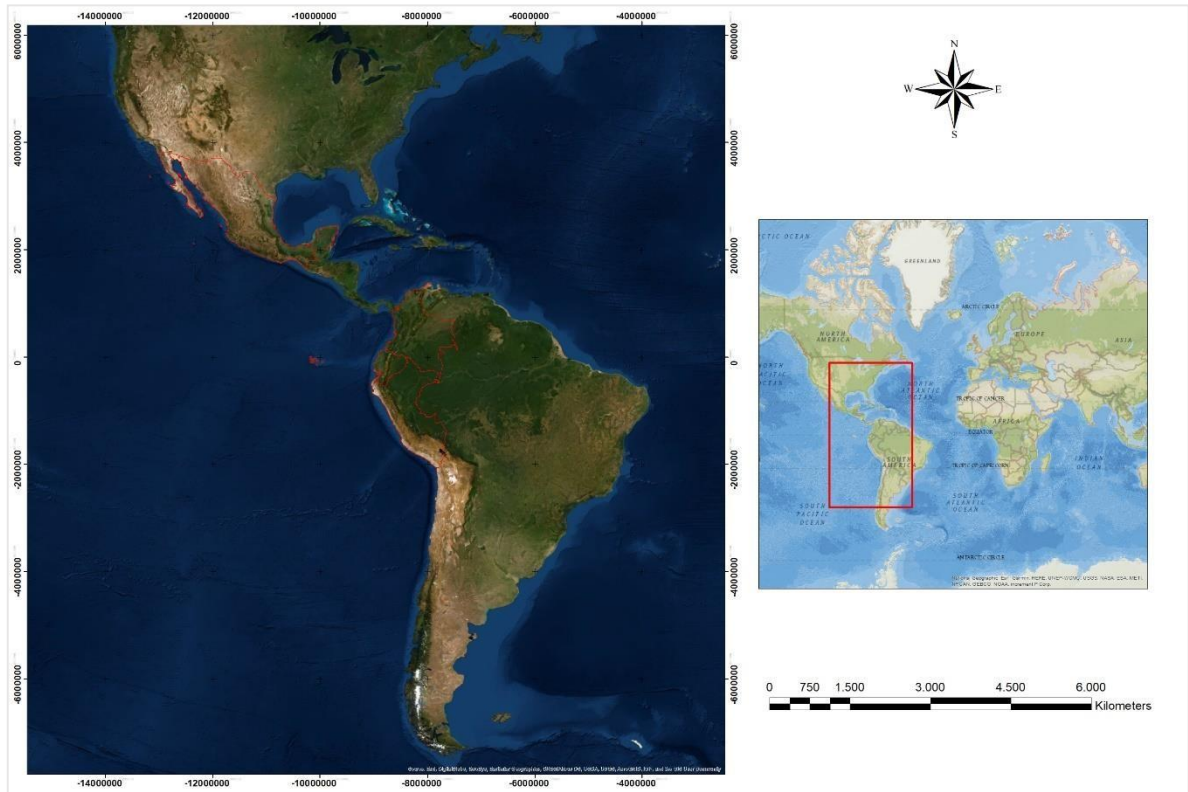 -14000000 -12000000 -10000000 -8000000 -6000000 -4000000
6000000
4000000
2000000
0
-2000000
-4000000
-6000000
-14000000 -12000000 -10000000 -8000000 -6000000 -4000000
N
W E
S
GREENLAND
ARCTIC CIRCLE
NORTH
AMERICA
EUROPE
ASIA
NORTH
ATLANTIC
OCEAN
TROPIC OF CANCER
AFRICA
EQUATOR
SOUTH
AMERICA
INDIAN
OCEAN
TROPIC OF CAPRICORN
SOUTH
PACIFIC
OCEAN
SOUTH
ATLANTIC
OCEAN
ANTARCTIC CIRCLE
0 750 1.500 3.000 4.500 6.000
Kilometers